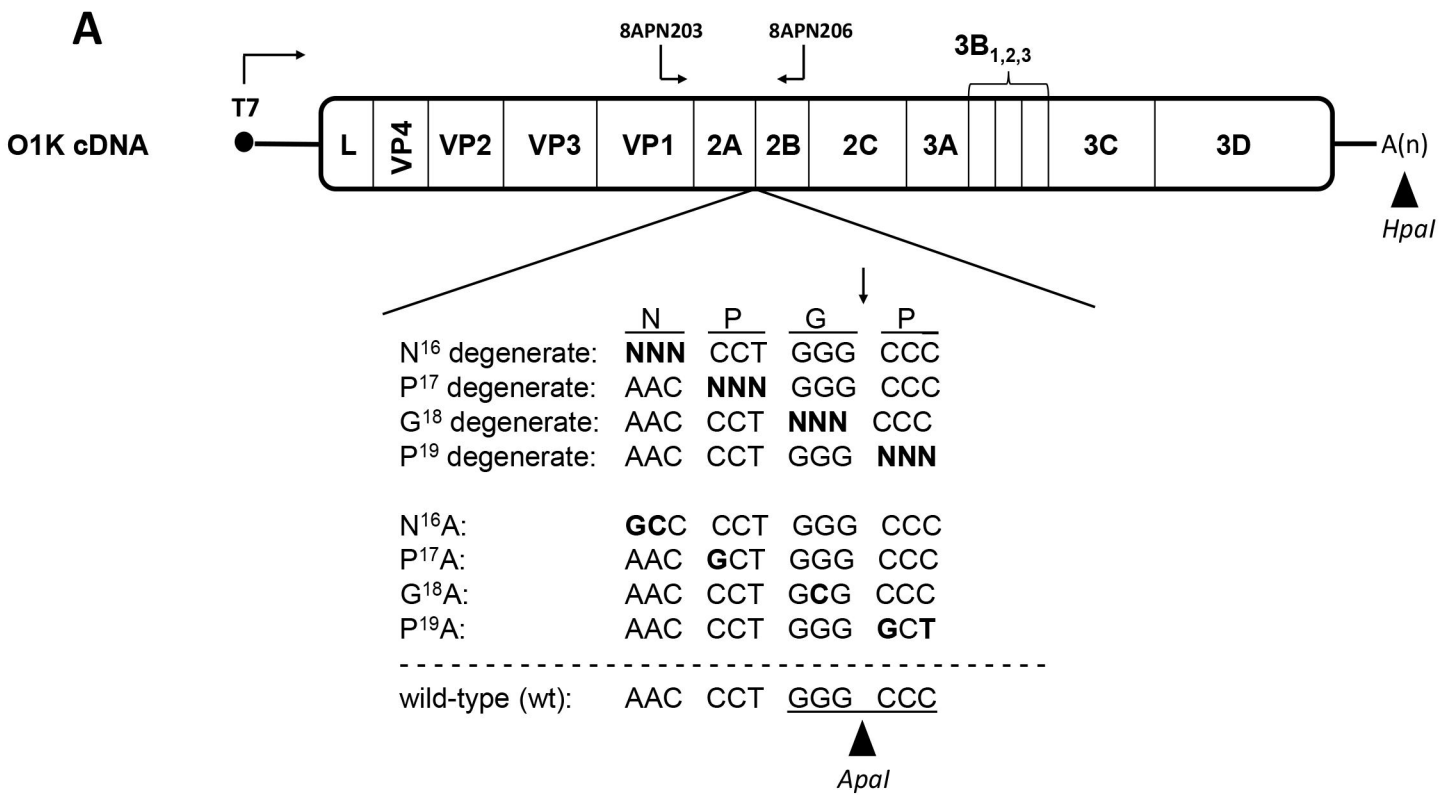 A
8APN203 8APN206
3B1,2,3
T7
O1K cDNA L VP4 VP2 VP3 VP1 2A 2B 2C 3A 3C 3D A(n)
HpaI
N P G P
N16 degenerate: NNN CCT GGG CCC
P17 degenerate: AAC NNN GGG CCC
G18 degenerate: AAC CCT NNN CCC
P19 degenerate: AAC CCT GGG NNN
N16A: GCC CCT GGG CCC
P17A: AAC GCT GGG CCC
G18A: AAC CCT GCG CCC
P19A: AAC CCT GGG GCT
wild-type (wt): AAC CCT GGG CCC
ApaI